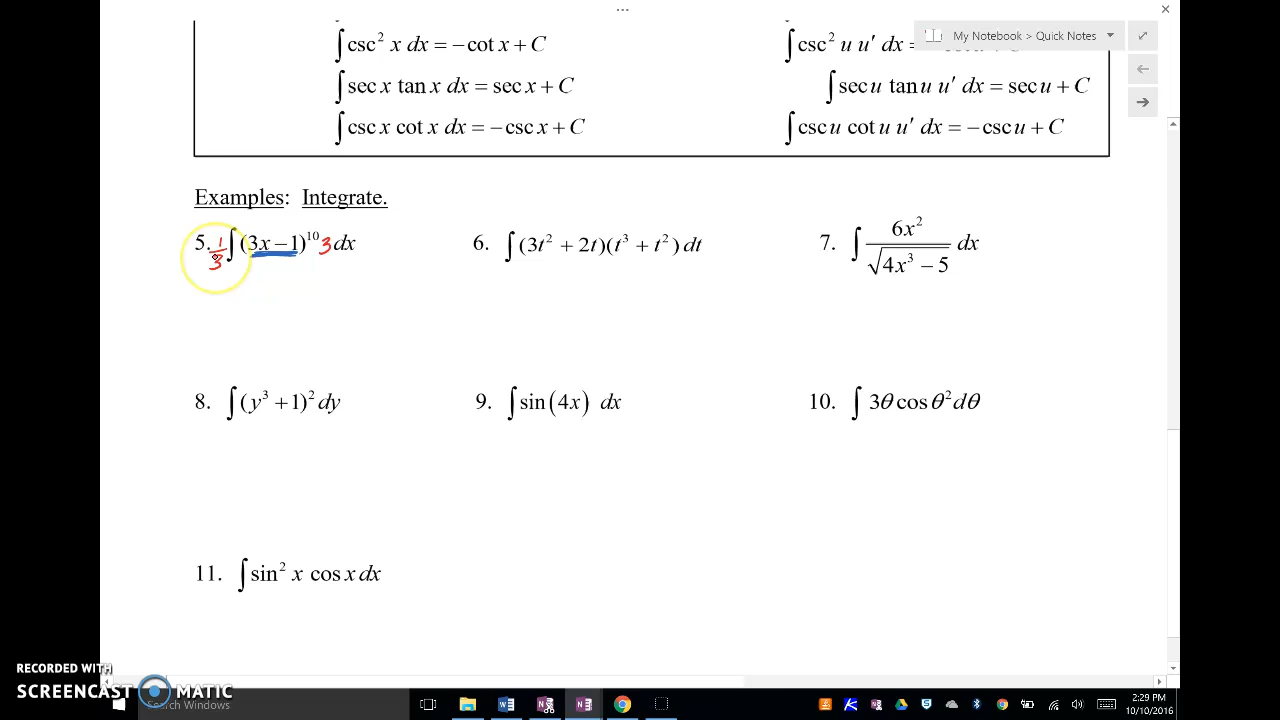 ...
∫csc² x dx = −cot x + C
∫csc² u u′ dx =
My Notebook > Quick Notes
∫sec x tan x dx = sec x + C
∫sec u tan u u′ dx = sec u + C
∫csc x cot x dx = −csc x + C
∫csc u cot u u′ dx = −csc u + C
Examples: Integrate.
5. 1/3 ∫(3x−1)¹⁰ 3 dx
6. ∫(3t² + 2t)(t³ + t²) dt
7. ∫ 6x²/√(4x³ − 5) dx
8. ∫(y³ + 1)² dy
9. ∫sin(4x) dx
10. ∫ 3θ cos θ² dθ
11. ∫sin² x cos x dx
RECORDED WITH
SCREENCAST MATIC
Search Windows
2:29 PM
10/10/2016